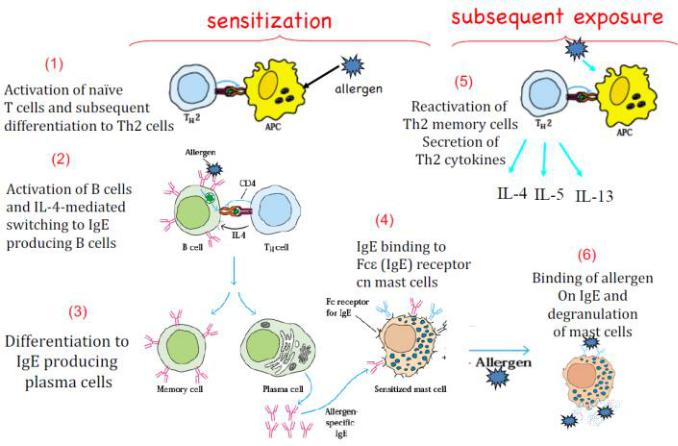 sensitization
subsequent exposure
(1)
Activation of naïve
T cells and subsequent
differentiation to Th2 cells
TH2
APC
allergen
(5)
Reactivation of
Th2 memory cells
Secretion of
Th2 cytokines
TH2
APC
IL-4 IL-5 IL-13
(2)
Activation of B cells
and IL-4-mediated
switching to IgE
producing B cells
Allergen
CD4
IL4
B cell
TH cell
(4)
IgE binding to
Fcε (IgE) receptor
cn mast cells
Fc receptor
for IgE
(6)
Binding of allergen
On IgE and
degranulation
of mast cells
(3)
Differentiation to
IgE producing
plasma cells
Memory cell
Plasma cell
Sensitized mast cell
Allergen
Allergen-
specific
IgE